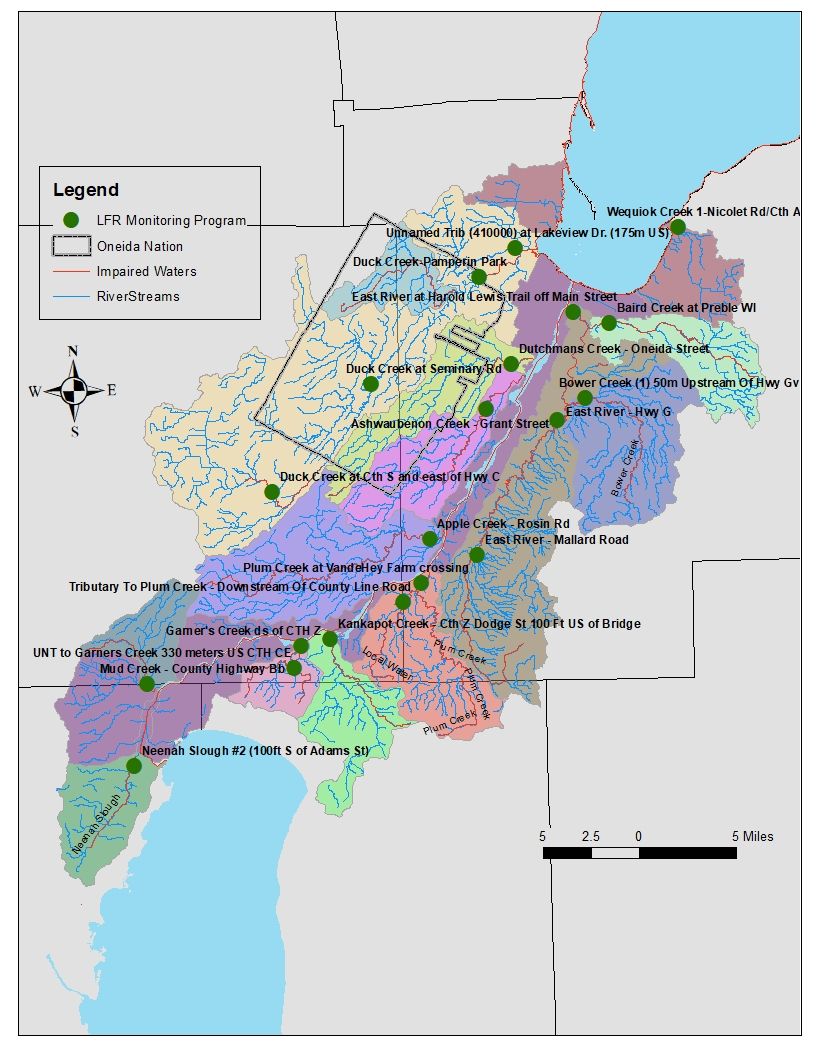 Legend
LFR Monitoring Program
Oneida Nation
Impaired Waters
RiverStreams
N
W
E
S
Wequiok Creek 1-Nicolet Rd/Cth A
Unnamed Trib (410000) at Lakeview Dr. (175m US)
Duck Creek-Pamperin Park
East River at Harold Lewis Trail off Main Street
Baird Creek at Preble WI
Dutchmans Creek - Oneida Street
Duck Creek at Seminary Rd
Bower Creek (1) 50m Upstream Of Hwy Gv
East River - Hwy G
Ashwaubenon Creek - Grant Street
Bower Creek
Duck Creek at Cth S and east of Hwy C
Apple Creek - Rosin Rd
East River - Mallard Road
Plum Creek at VandeHey Farm crossing
Tributary To Plum Creek - Downstream Of County Line Road
Kankapot Creek - Cth Z Dodge St 100 Ft US of Bridge
Garner's Creek ds of CTH Z
UNT to Garners Creek 330 meters US CTH CE
Mud Creek - County Highway Bb
Local Water
Plum Creek
Plum Creek
Plum Creek
Neenah Slough #2 (100ft S of Adams St)
Neenah Slough
5 2.5 0 5 Miles